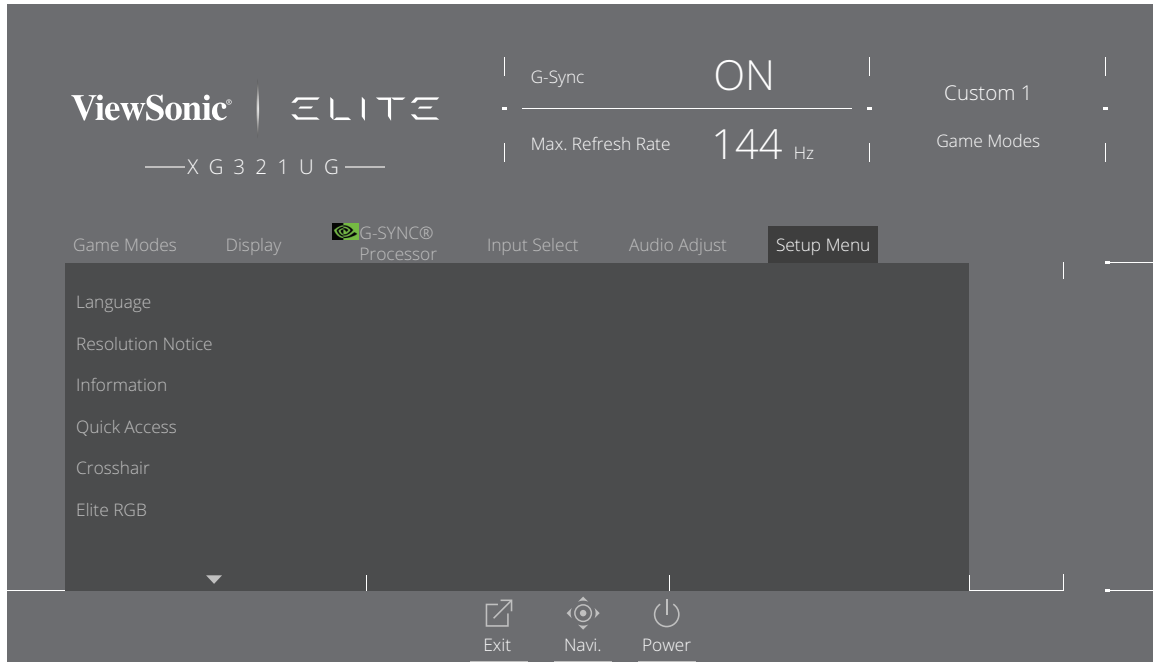 ViewSonic® ELITE
XG321UG
G-Sync ON
Max. Refresh Rate 144 Hz
Custom 1
Game Modes
Game Modes Display G-SYNC® Processor Input Select Audio Adjust Setup Menu
Language
Resolution Notice
Information
Quick Access
Crosshair
Elite RGB
Exit Navi. Power